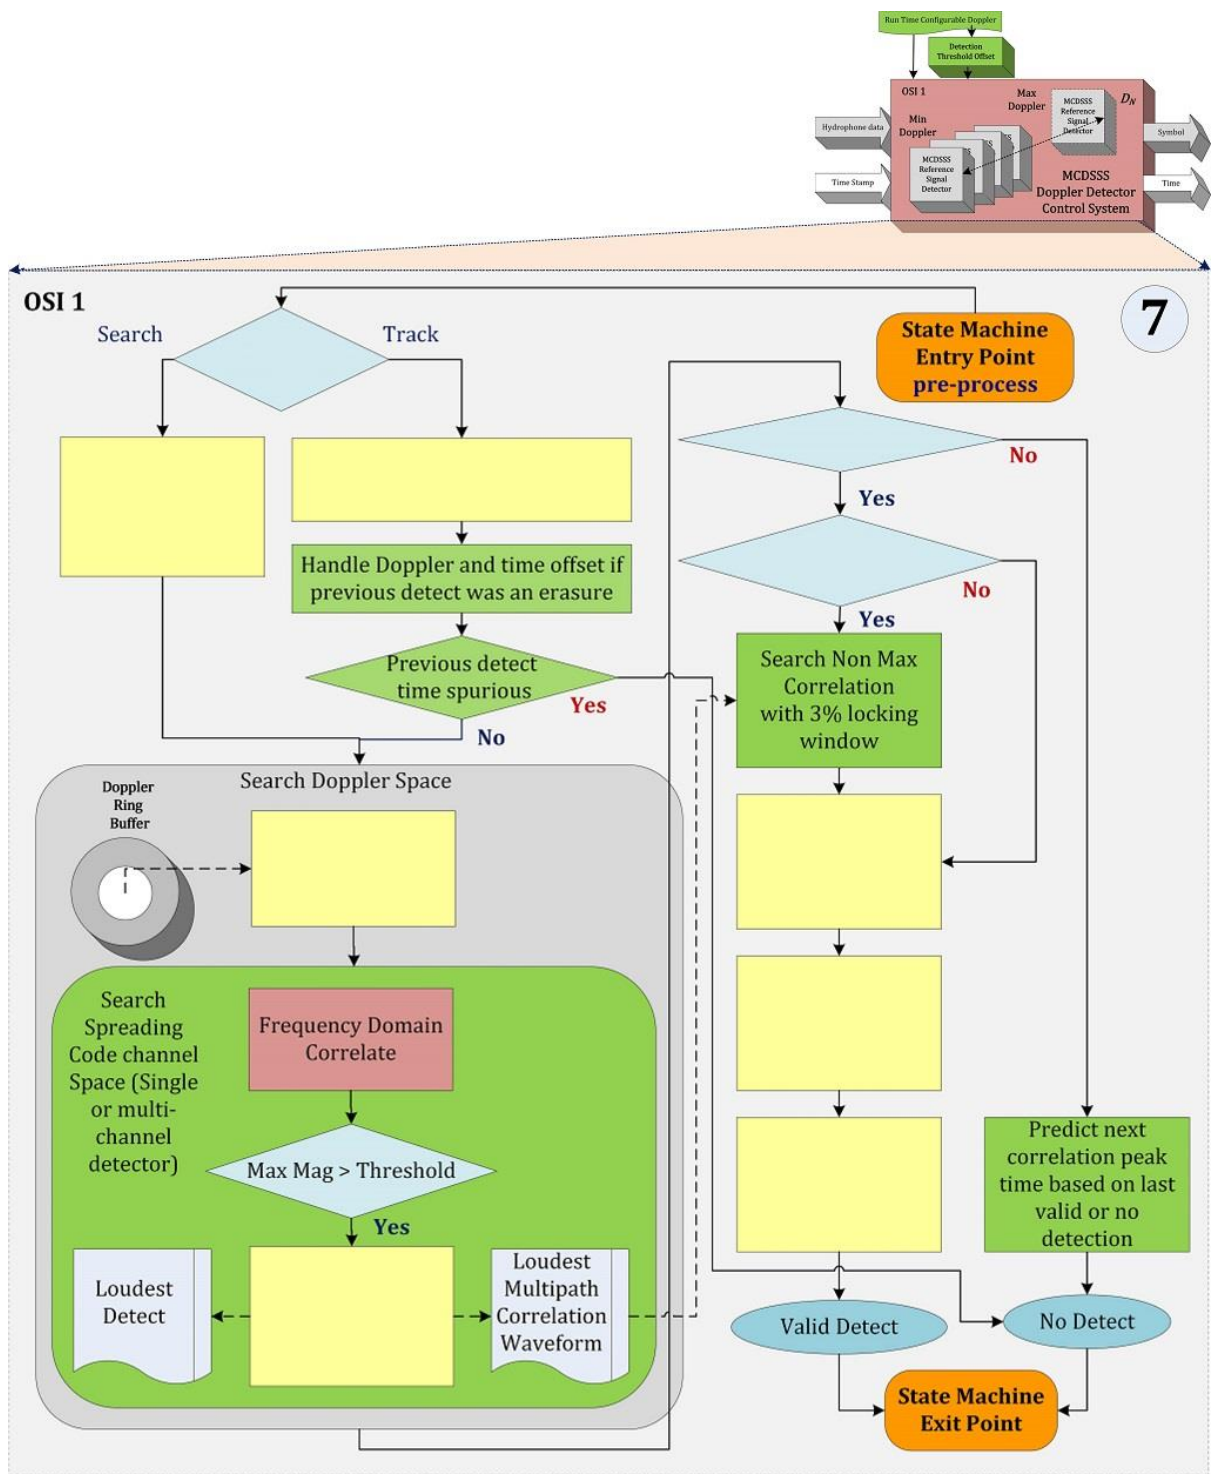 Run Time Configurable Doppler
Detection
Threshold Offset
OSI 1
Max
Doppler
MCDSSS
Reference
Signal
Detector
D_N
Hydrophone data
Min
Doppler
MCDSSS
Reference
Signal
Detector
Symbol
Time Stamp
MCDSSS
Doppler Detector
Control System
Time
OSI 1
7
Search
Track
State Machine
Entry Point
pre-process
No
Yes
Handle Doppler and time offset if
previous detect was an erasure
No
Yes
Previous detect
time spurious
Yes
No
Search Non Max
Correlation
with 3% locking
window
Search Doppler Space
Doppler
Ring
Buffer
Search
Spreading
Code channel
Space (Single
or multi-
channel
detector)
Frequency Domain
Correlate
Max Mag > Threshold
Yes
Loudest
Detect
Loudest
Multipath
Correlation
Waveform
Predict next
correlation peak
time based on last
valid or no
detection
Valid Detect
No Detect
State Machine
Exit Point